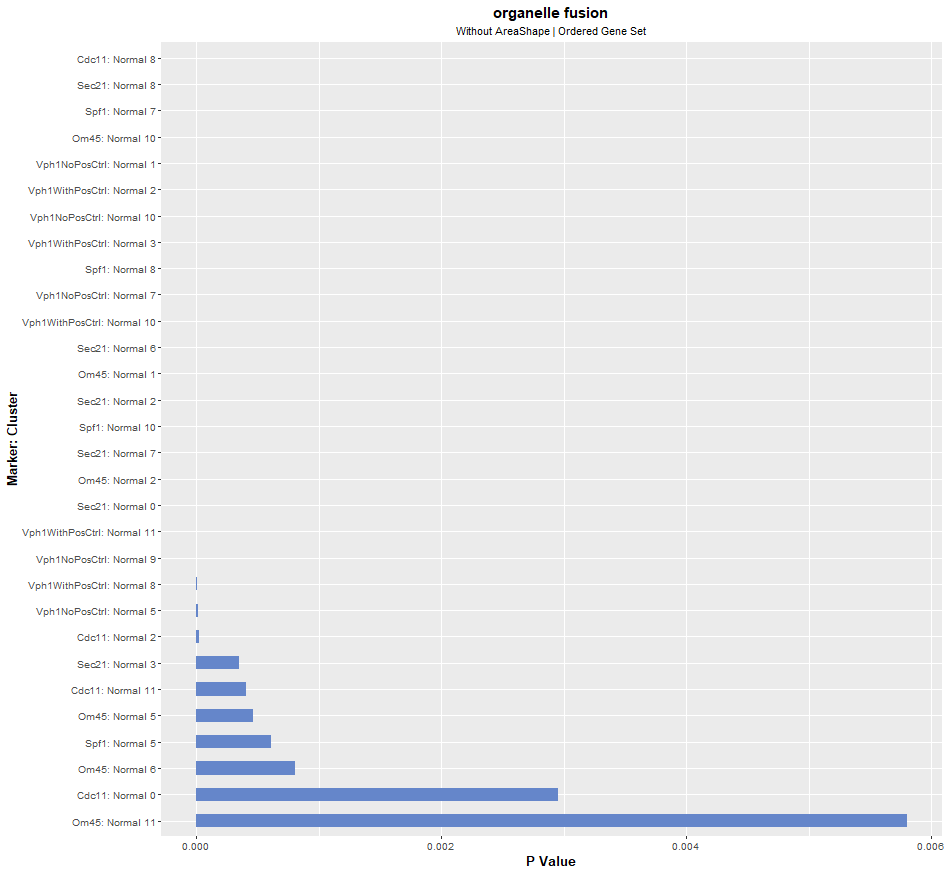 organelle fusion
Without AreaShape | Ordered Gene Set
Marker: Cluster
Cdc11: Normal 8
Sec21: Normal 8
Spf1: Normal 7
Om45: Normal 10
Vph1NoPosCtrl: Normal 1
Vph1WithPosCtrl: Normal 2
Vph1NoPosCtrl: Normal 10
Vph1WithPosCtrl: Normal 3
Spf1: Normal 8
Vph1NoPosCtrl: Normal 7
Vph1WithPosCtrl: Normal 10
Sec21: Normal 6
Om45: Normal 1
Sec21: Normal 2
Spf1: Normal 10
Sec21: Normal 7
Om45: Normal 2
Sec21: Normal 0
Vph1WithPosCtrl: Normal 11
Vph1NoPosCtrl: Normal 9
Vph1WithPosCtrl: Normal 8
Vph1NoPosCtrl: Normal 5
Cdc11: Normal 2
Sec21: Normal 3
Cdc11: Normal 11
Om45: Normal 5
Spf1: Normal 5
Om45: Normal 6
Cdc11: Normal 0
Om45: Normal 11
0.000 0.002 0.004 0.006
P Value